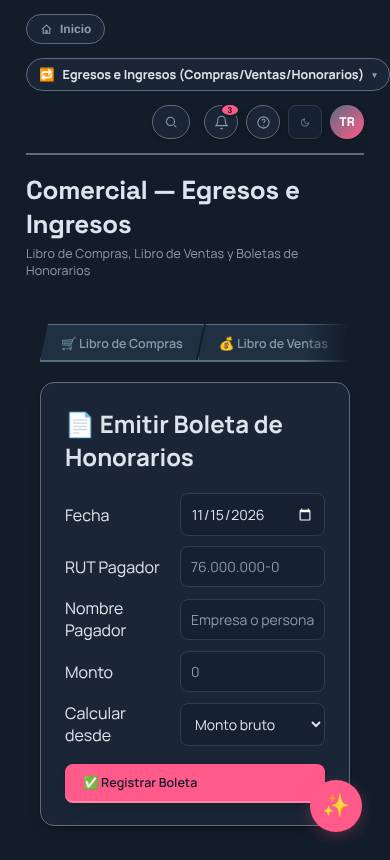 Inicio
Egresos e Ingresos (Compras/Ventas/Honorarios)
3
TR
Comercial — Egresos e
Ingresos
Libro de Compras, Libro de Ventas y Boletas de
Honorarios
Libro de Compras
Libro de Ventas
Emitir Boleta de
Honorarios
Fecha
11/15/2026
RUT Pagador
76.000.000-0
Nombre
Pagador
Empresa o persona
Monto
0
Calcular
desde
Monto bruto
Registrar Boleta